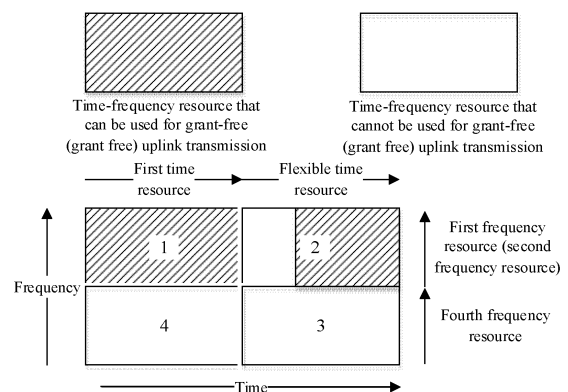 Time-frequency resource that
can be used for grant-free
(grant free) uplink transmission
Time-frequency resource that
cannot be used for grant-free
(grant free) uplink transmission
First time
resource
Flexible time
resource
Frequency
1
2
4
3
First frequency
resource (second
frequency resource)
Fourth frequency
resource
Time